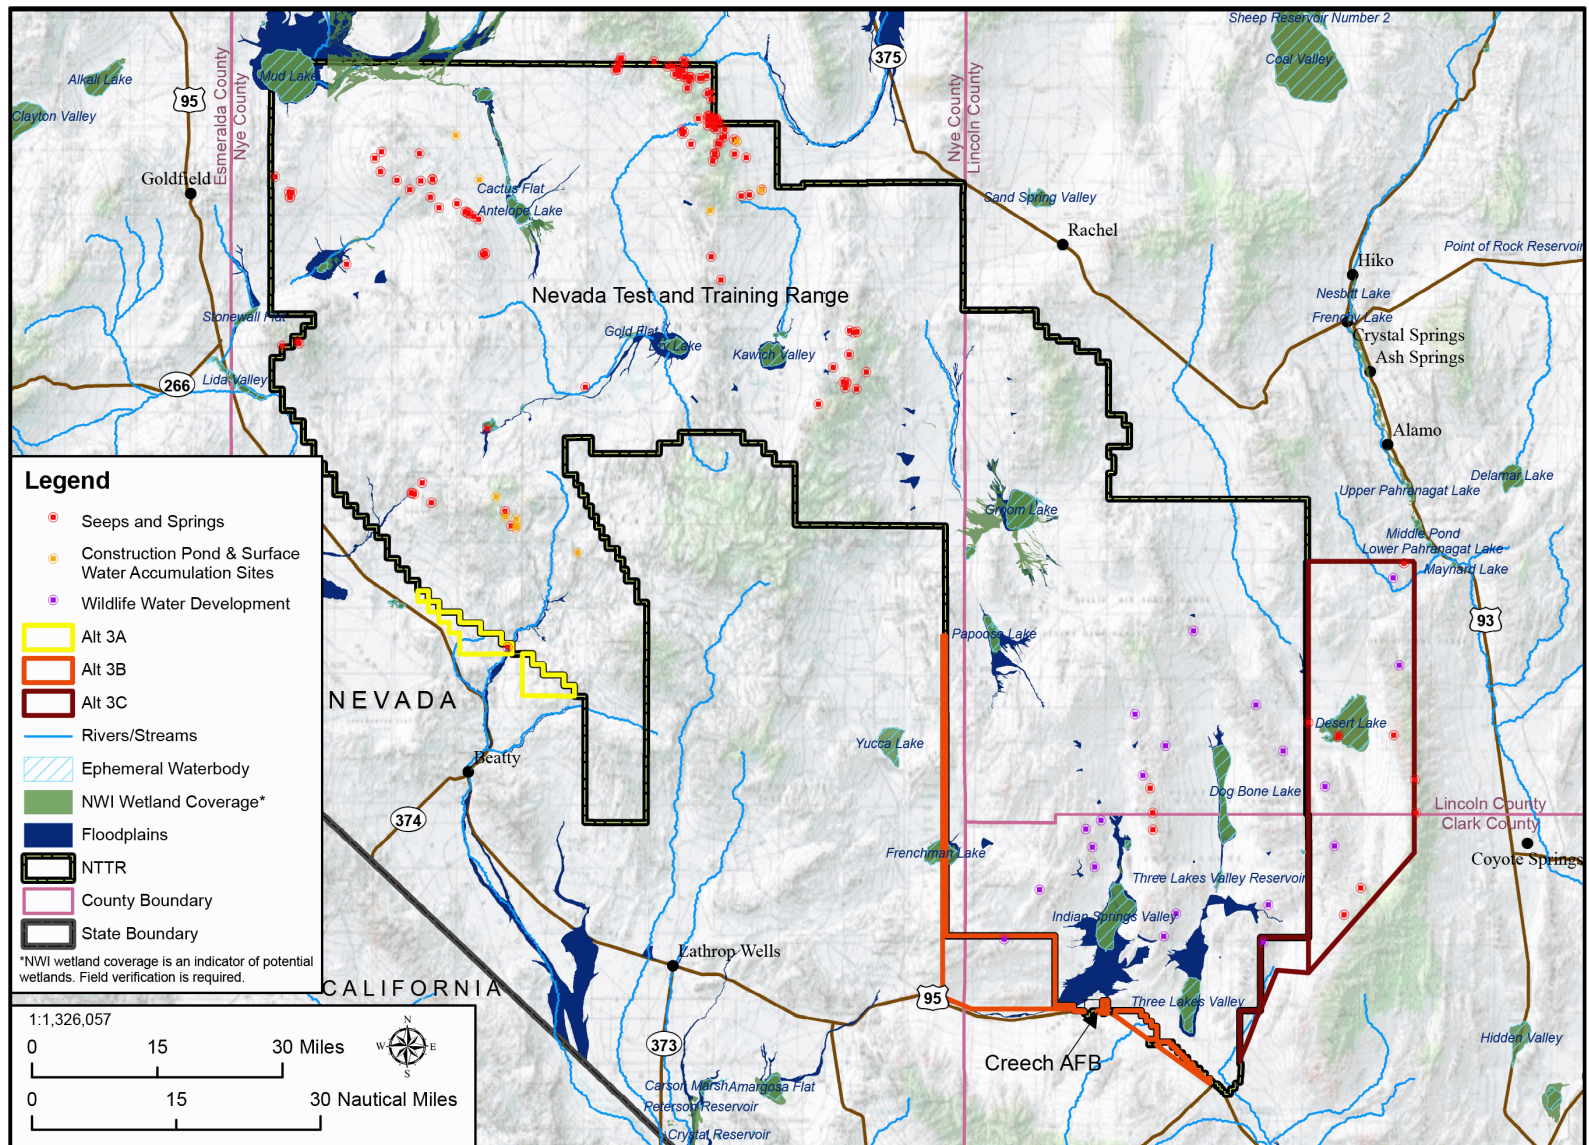 Sheep Reservoir Number 2
Coal Valley
375
Mud Lake
Alkali Lake
95
Clayton Valley
Esmeralda County
Nye County
Nye County
Lincoln County
Goldfield
Cactus Flat
Antelope Lake
Sand Spring Valley
Rachel
Point of Rock Reservoir
Hiko
Nesbitt Lake
Frenchy Lake
Crystal Springs
Ash Springs
Nevada Test and Training Range
Stonewall Flat
Gold Flat
Dry Lake
Kawich Valley
266
Lida Valley
Alamo
Delamar Lake
Upper Pahranagat Lake
Groom Lake
Middle Pond
Lower Pahranagat Lake
Maynard Lake
93
Papoose Lake
NEVADA
Desert Lake
Yucca Lake
Beatty
Dog Bone Lake
Lincoln County
Clark County
374
Frenchman Lake
Coyote Springs
Three Lakes Valley Reservoir
Indian Springs Valley
Lathrop Wells
CALIFORNIA
95
Three Lakes Valley
373
Creech AFB
Hidden Valley
Carson Marsh
Amargosa Flat
Peterson Reservoir
Crystal Reservoir
Legend
Seeps and Springs
Construction Pond & Surface
Water Accumulation Sites
Wildlife Water Development
Alt 3A
Alt 3B
Alt 3C
Rivers/Streams
Ephemeral Waterbody
NWI Wetland Coverage*
Floodplains
NTTR
County Boundary
State Boundary
*NWI wetland coverage is an indicator of potential
wetlands. Field verification is required.
1:1,326,057
0 15 30 Miles
0 15 30 Nautical Miles
N
W E
S